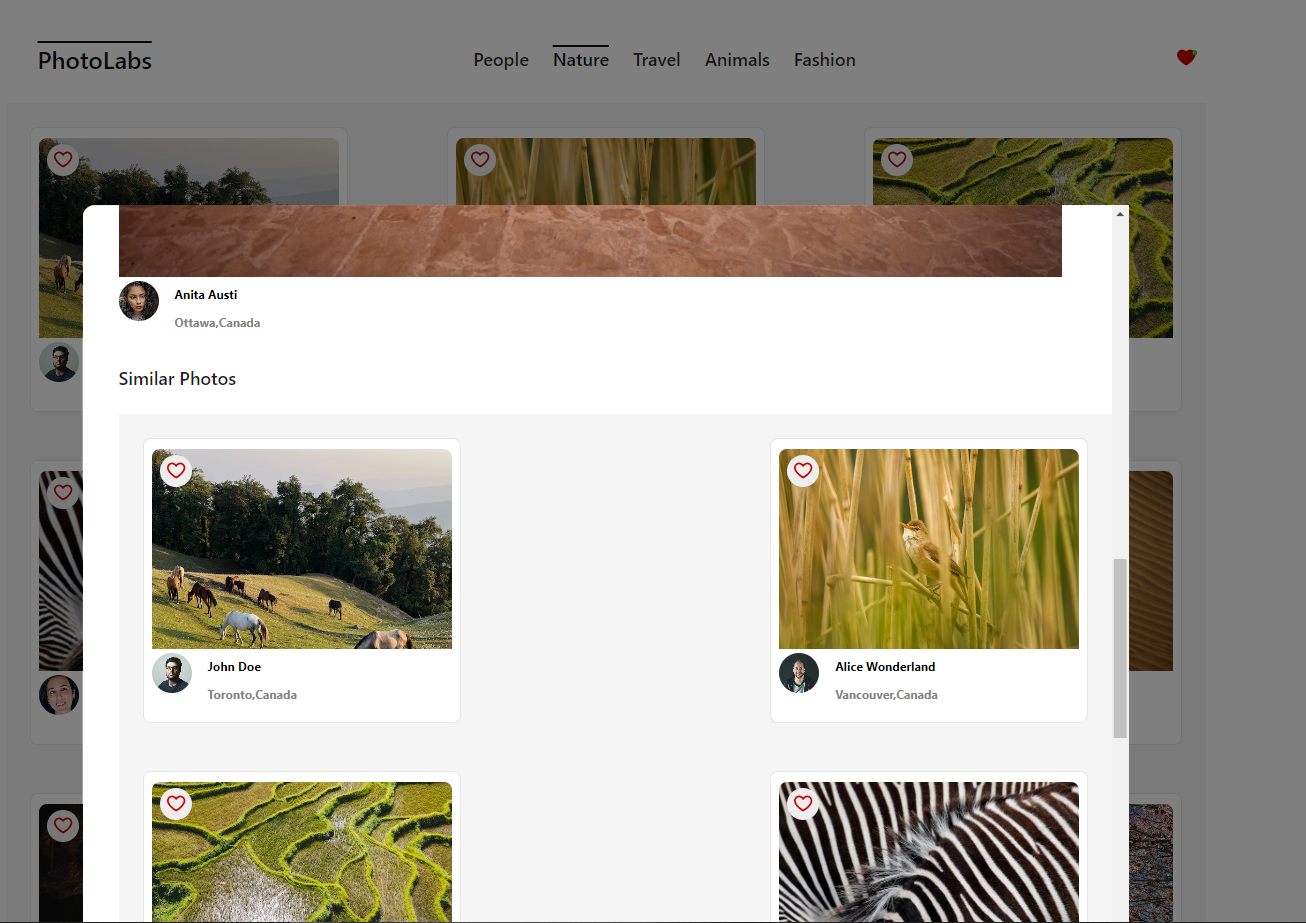 PhotoLabs
People Nature Travel Animals Fashion
Anita Austi
Ottawa,Canada
Similar Photos
John Doe
Toronto,Canada
Alice Wonderland
Vancouver,Canada